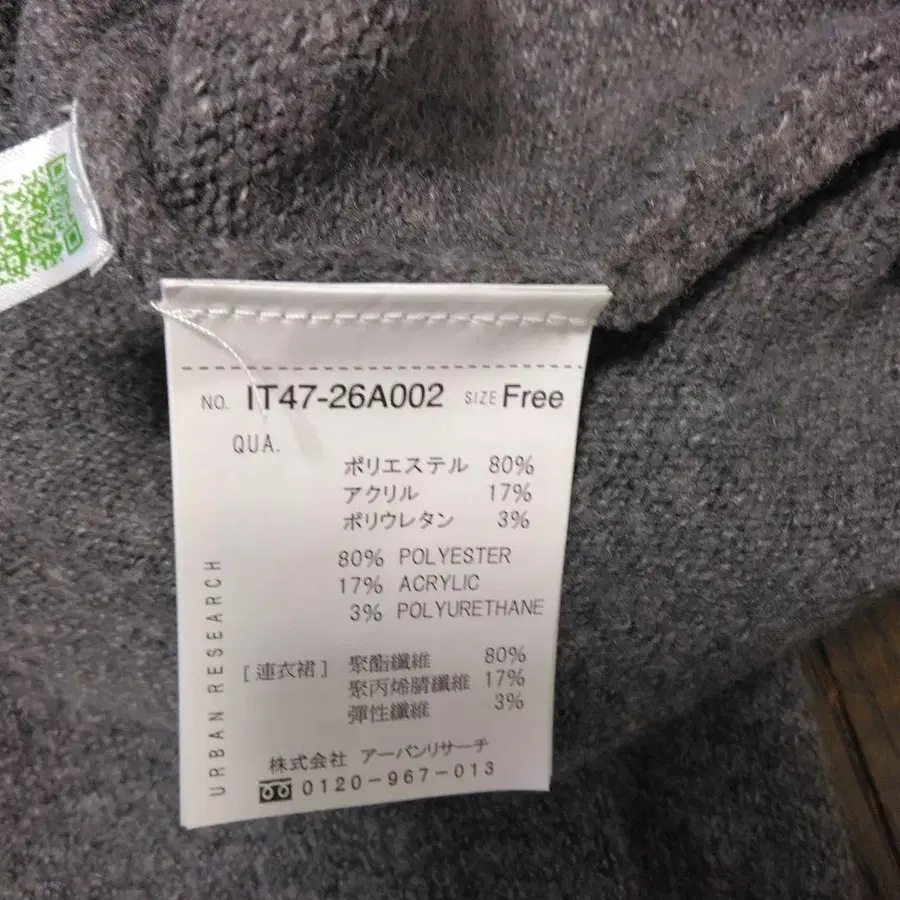 NO. IT47-26A002 SIZE Free
QUA.
ポリエステル 80%
アクリル 17%
ポリウレタン 3%
80% POLYESTER
17% ACRYLIC
3% POLYURETHANE
[連衣裙] 聚酯纖維 80%
聚丙烯腈纖維 17%
彈性纖維 3%
URBAN RESEARCH
株式会社 アーバンリサーチ
0120-967-013